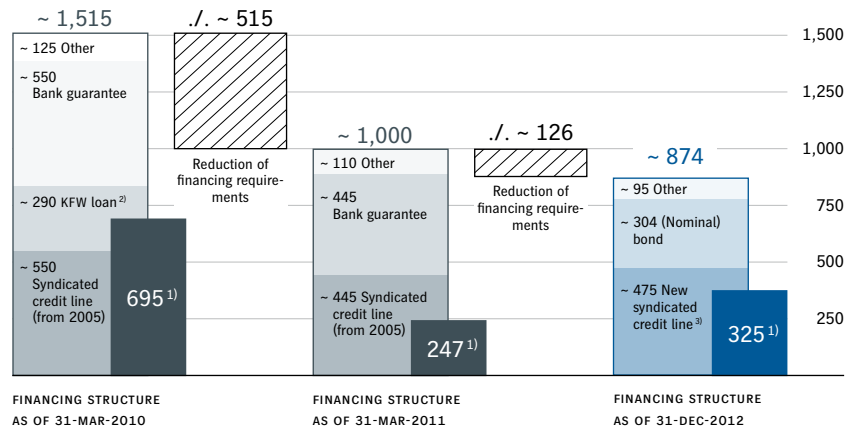 ~ 1,515
./. ~ 515
~ 125 Other
~ 550
Bank guarantee
~ 290 KFW loan 2)
~ 550
Syndicated
credit line
(from 2005)
695 1)
Reduction of
financing require-
ments
~ 1,000
./. ~ 126
~ 110 Other
~ 445
Bank guarantee
~ 445 Syndicated
credit line
(from 2005)
247 1)
Reduction of
financing require-
ments
~ 874
~ 95 Other
~ 304 (Nominal)
bond
~ 475 New
syndicated
credit line 3)
325 1)
1,500
1,250
1,000
750
500
250
FINANCING STRUCTURE
AS OF 31-MAR-2010
FINANCING STRUCTURE
AS OF 31-MAR-2011
FINANCING STRUCTURE
AS OF 31-DEC-2012